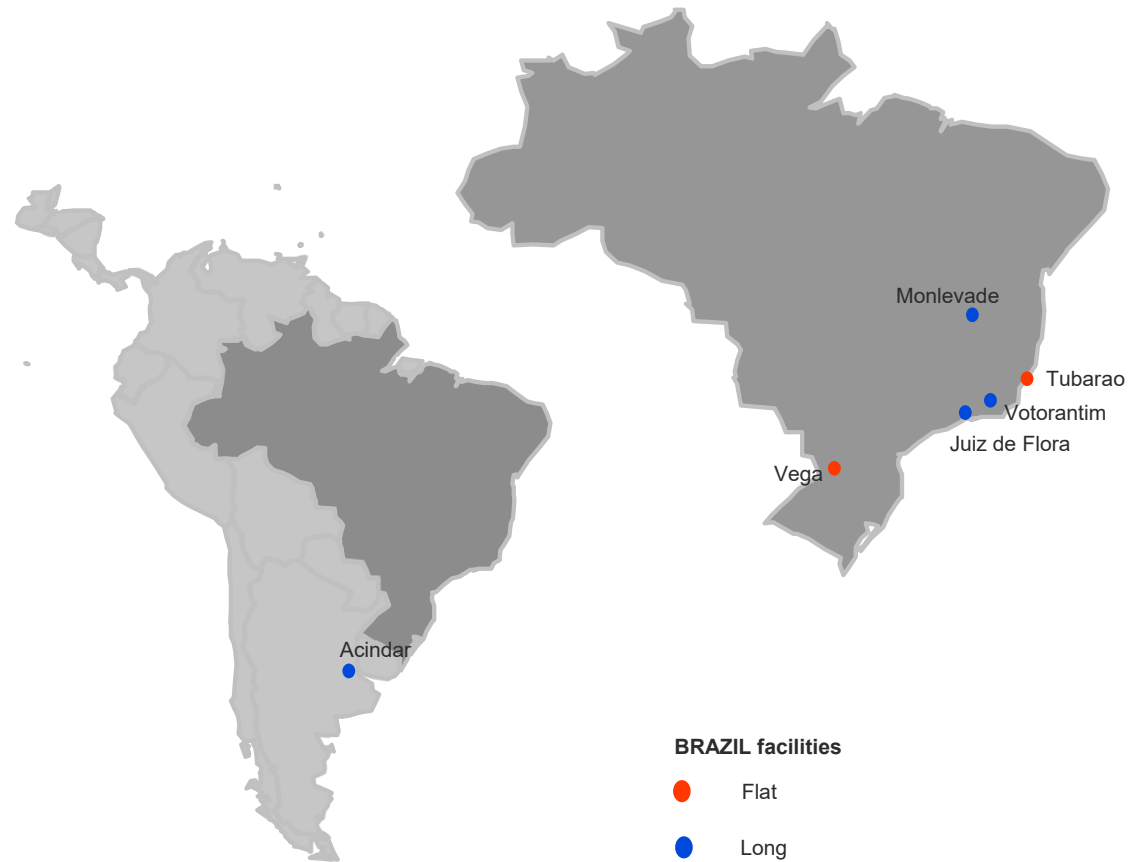 Monlevade
Tubarao
Votorantim
Juiz de Flora
Vega
Acindar
BRAZIL facilities
Flat
Long